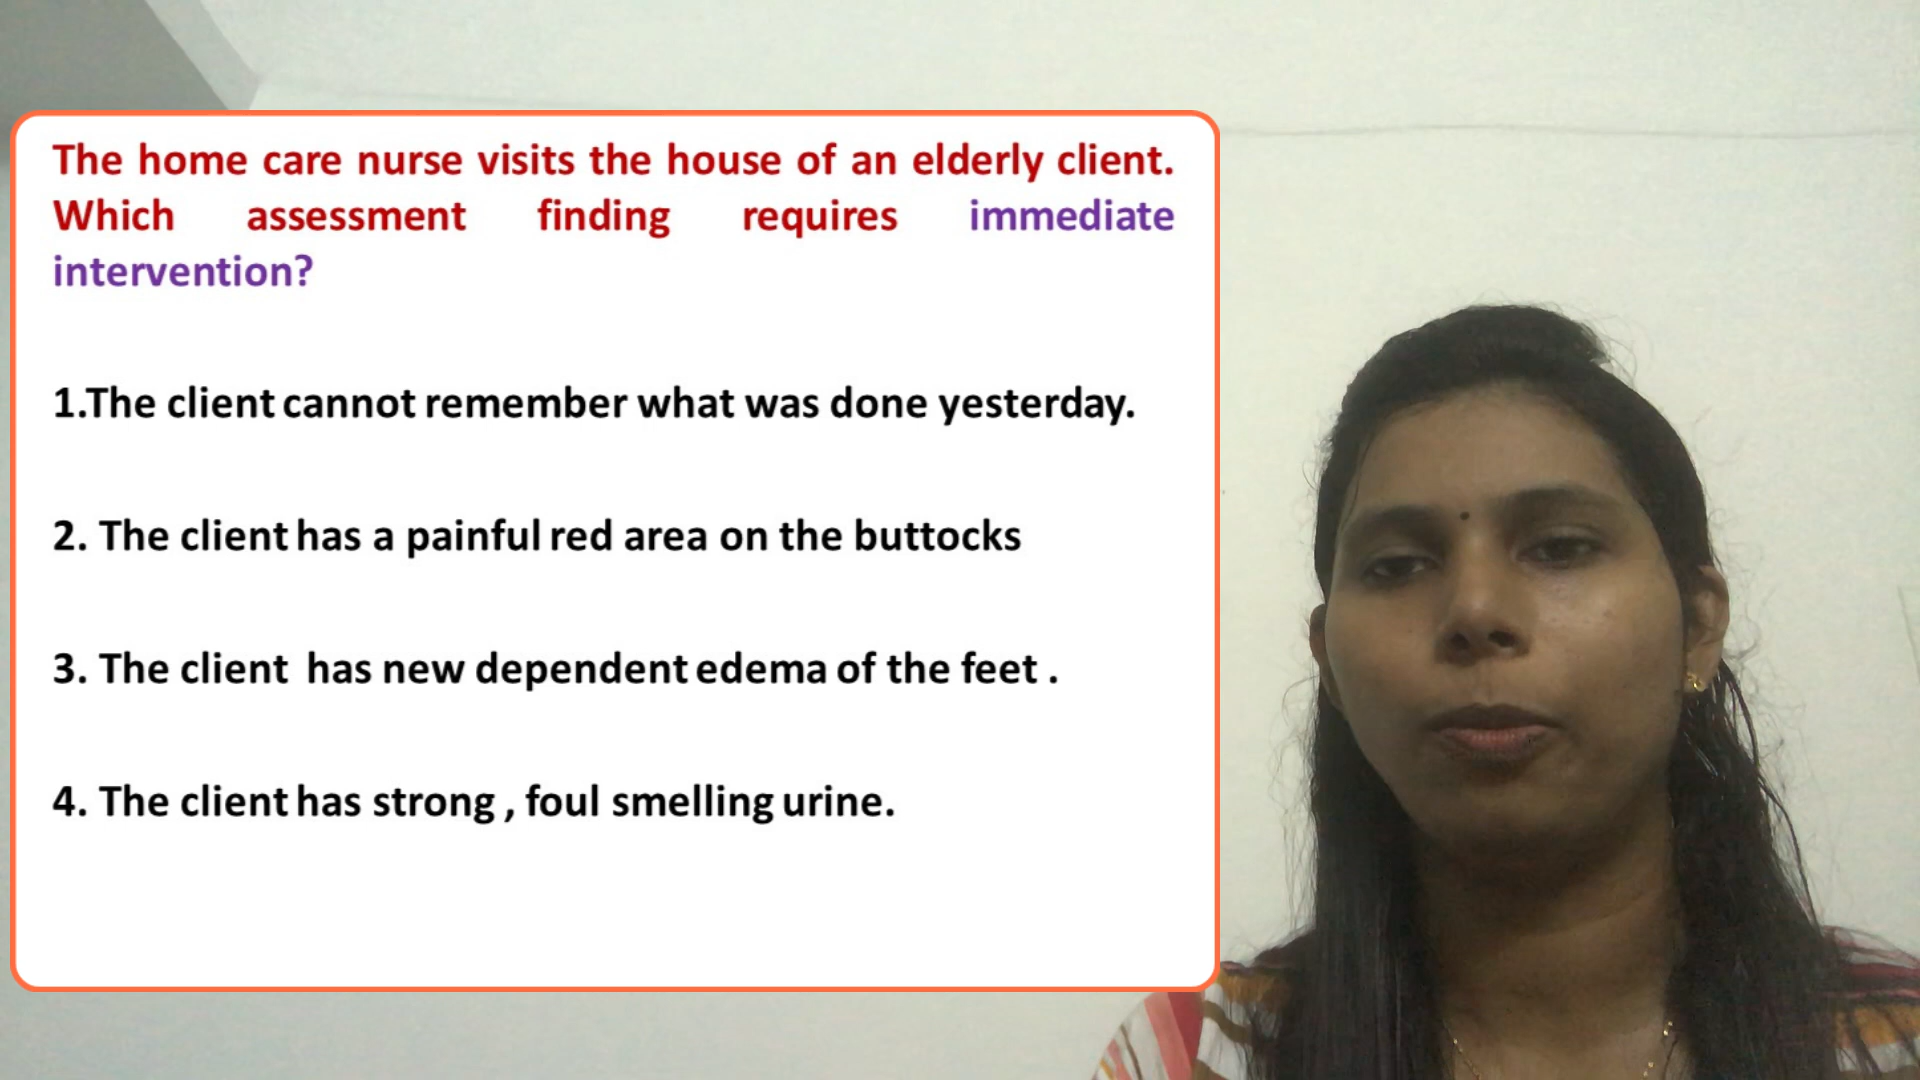 The home care nurse visits the house of an elderly client.
Which assessment finding requires immediate
intervention?
1.The client cannot remember what was done yesterday.
2. The client has a painful red area on the buttocks
3. The client has new dependent edema of the feet .
4. The client has strong , foul smelling urine.